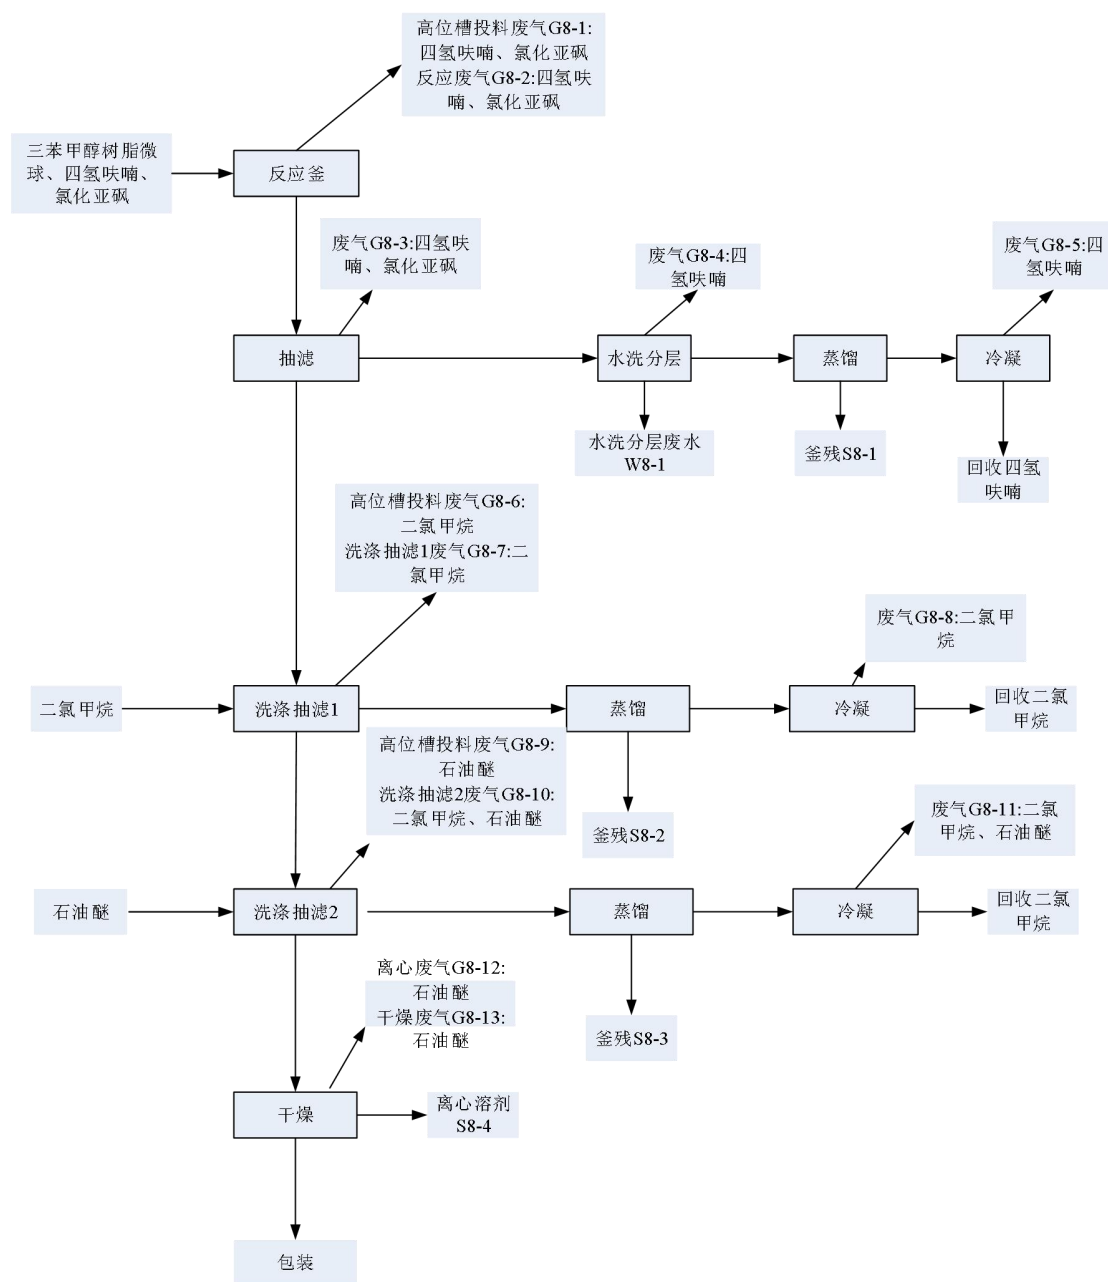 高位槽投料废气G8-1:
四氢呋喃、氯化亚砜
反应废气G8-2:四氢呋
喃、氯化亚砜
三苯甲醇树脂微
球、四氢呋喃、
氯化亚砜
反应釜
废气G8-3:四氢呋
喃、氯化亚砜
废气G8-4:四
氢呋喃
废气G8-5:四
氢呋喃
抽滤
水洗分层
蒸馏
冷凝
水洗分层废水
W8-1
釜残S8-1
回收四氢
呋喃
高位槽投料废气G8-6:
二氯甲烷
洗涤抽滤1废气G8-7:二
氯甲烷
废气G8-8:二氯甲
烷
二氯甲烷
洗涤抽滤1
蒸馏
冷凝
回收二氯
甲烷
高位槽投料废气G8-9:
石油醚
洗涤抽滤2废气G8-10:
二氯甲烷、石油醚
釜残S8-2
废气G8-11:二氯
甲烷、石油醚
石油醚
洗涤抽滤2
蒸馏
冷凝
回收二氯
甲烷
离心废气G8-12:
石油醚
干燥废气G8-13:
石油醚
釜残S8-3
干燥
离心溶剂
S8-4
包装